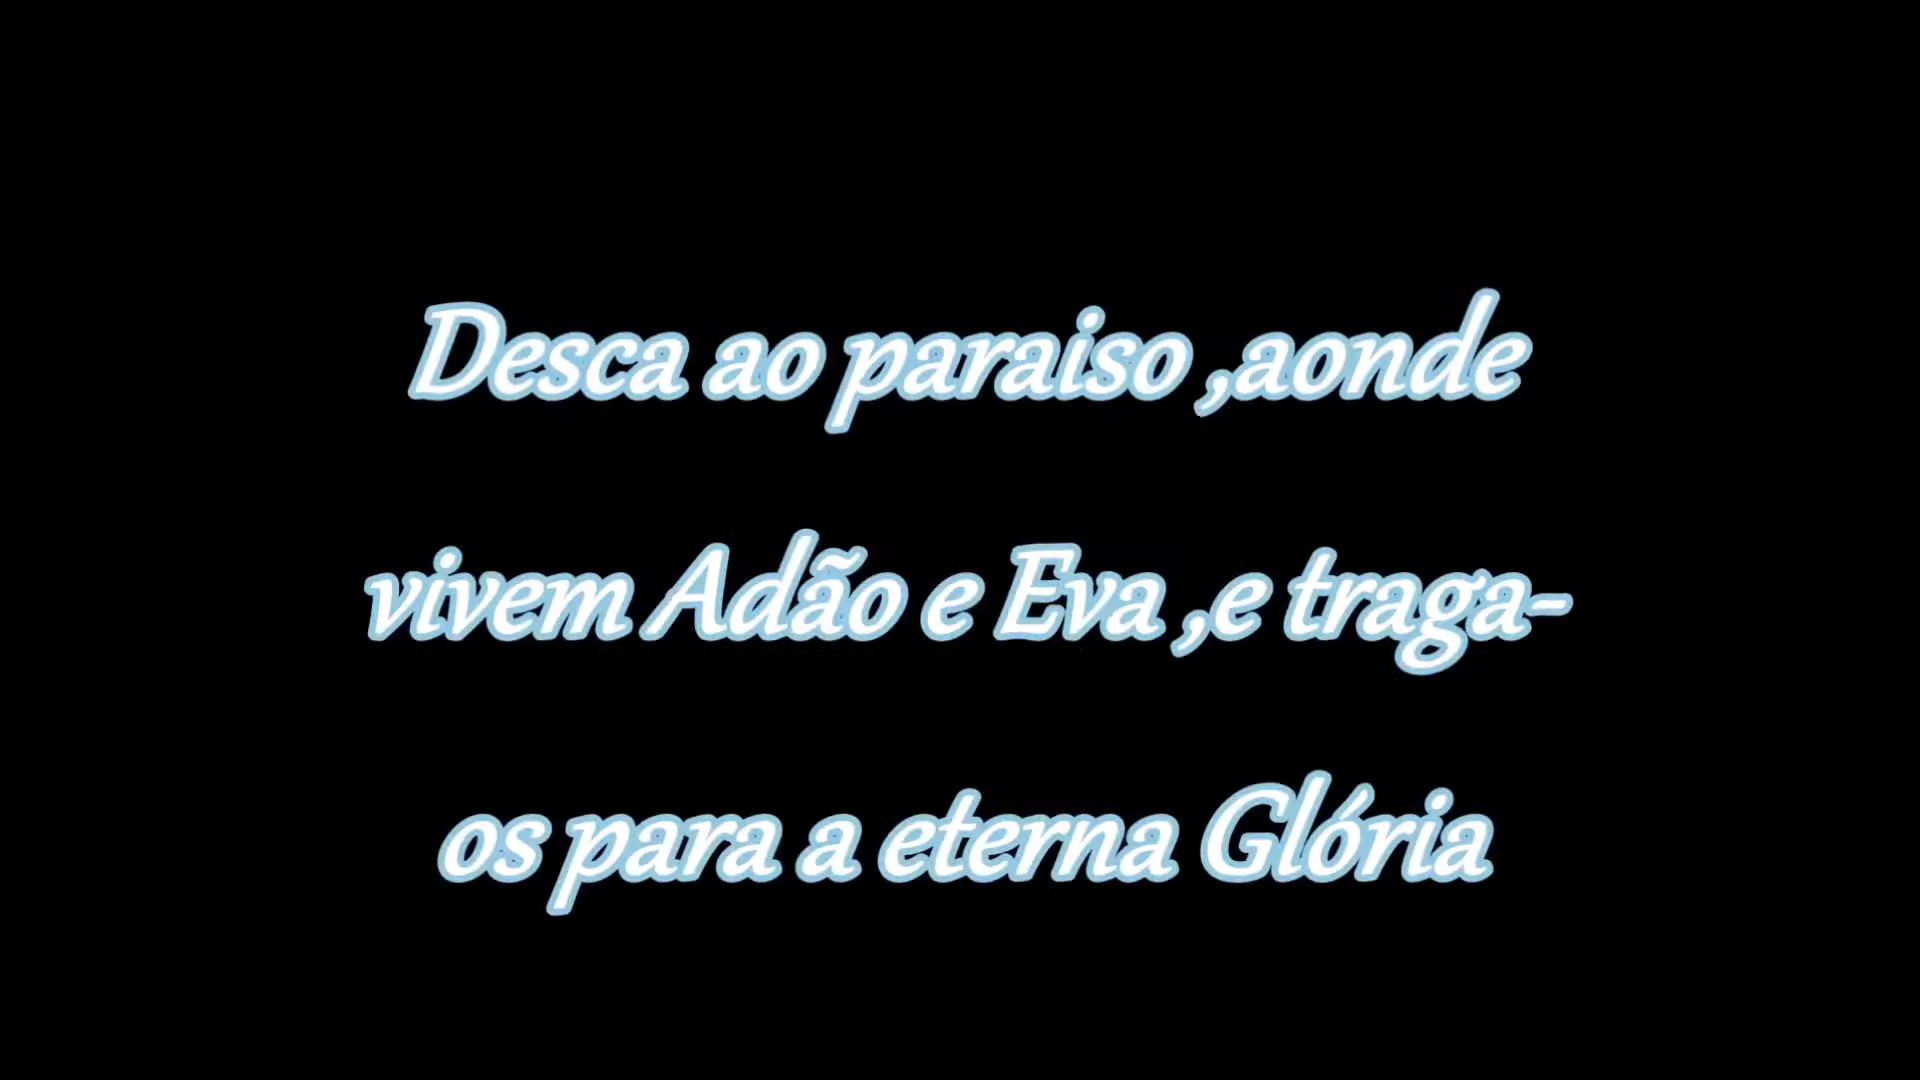 Desca ao paraiso ,aonde
vivem Adão e Eva ,e traga-
os para a eterna Glória